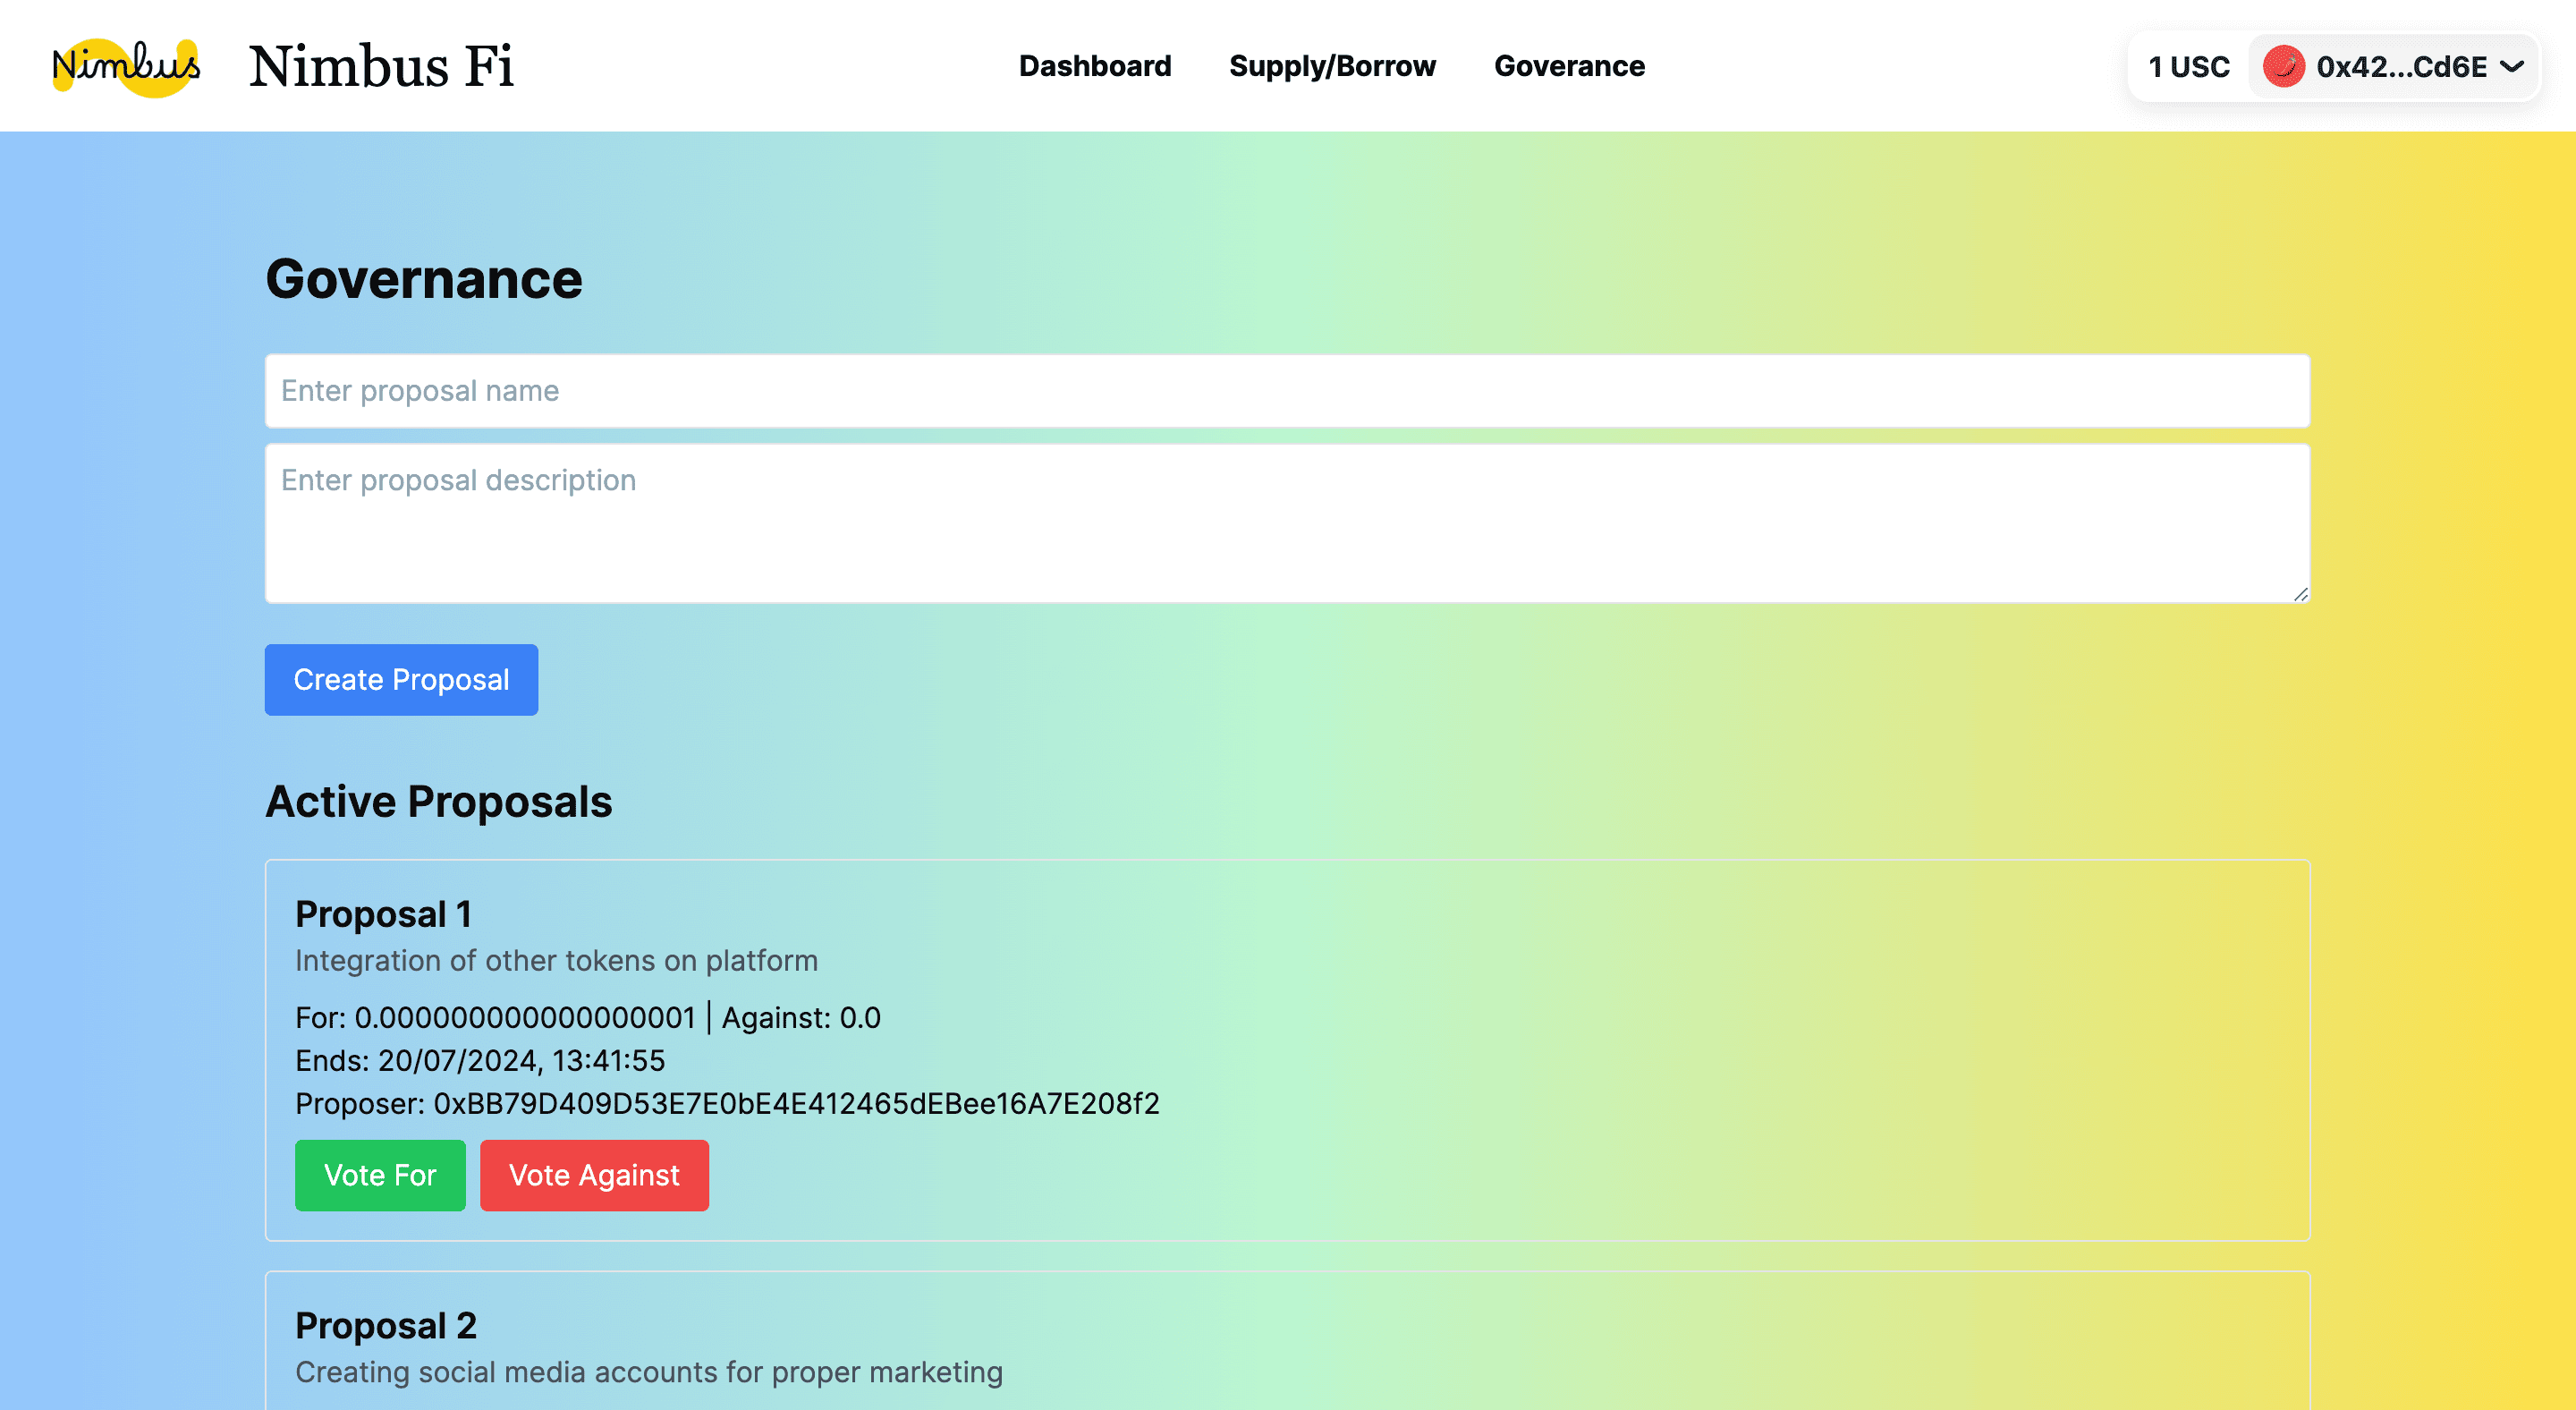 Nimbus
Nimbus Fi
Dashboard
Supply/Borrow
Goverance
1 USC
0x42...Cd6E
Governance
Enter proposal name
Enter proposal description
Create Proposal
Active Proposals
Proposal 1
Integration of other tokens on platform
For: 0.000000000000000001 | Against: 0.0
Ends: 20/07/2024, 13:41:55
Proposer: 0xBB79D409D53E7E0bE4E412465dEBee16A7E208f2
Vote For
Vote Against
Proposal 2
Creating social media accounts for proper marketing